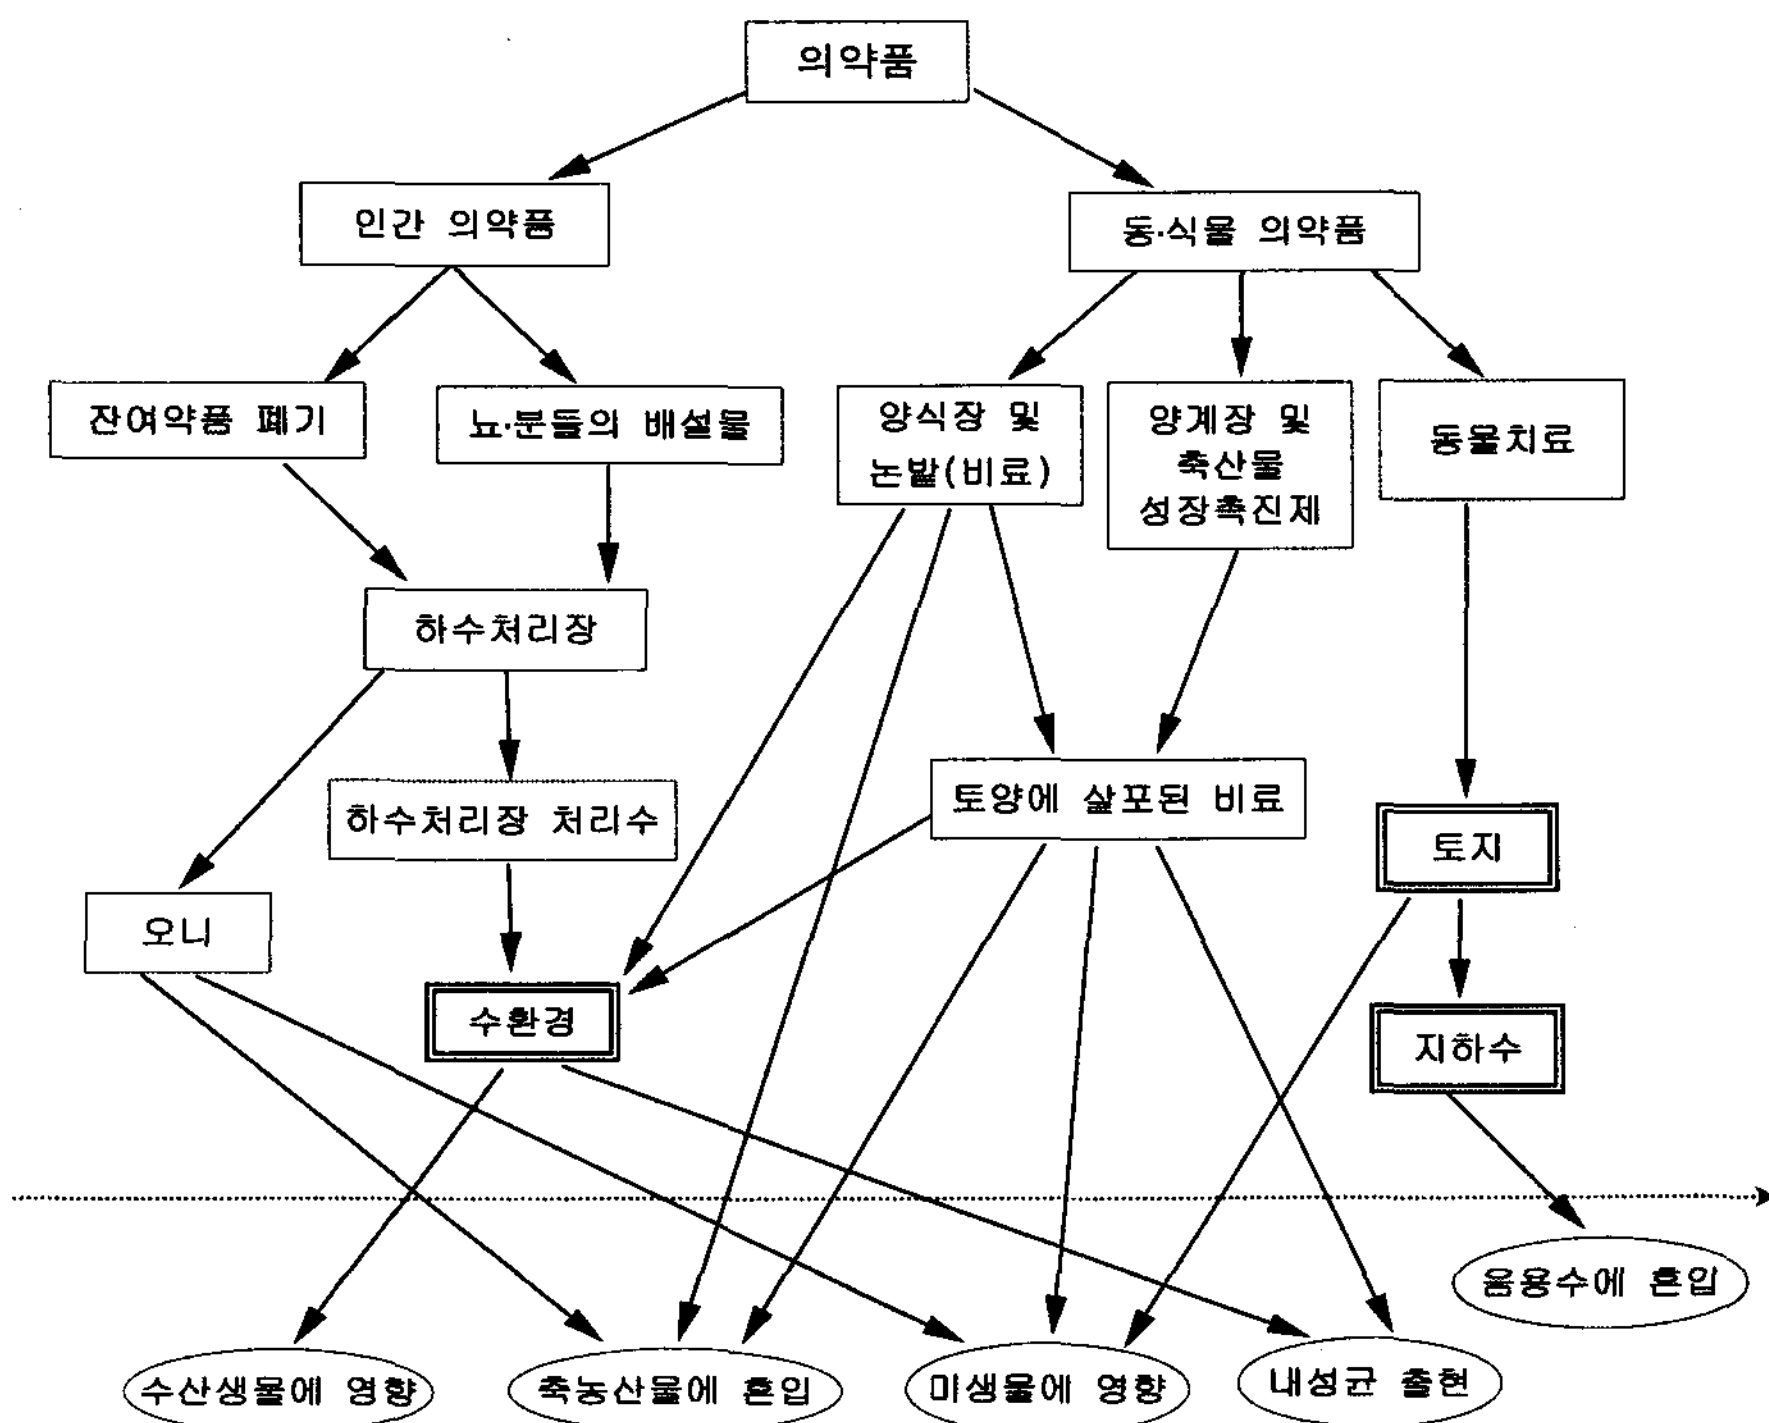 의약품
인간 의약품
동·식물 의약품
잔여약품 폐기
뇨·분들의 배설물
양식장 및
논밭(비료)
양계장 및
축산물
성장촉진제
동물치료
하수처리장
하수처리장 처리수
토양에 살포된 비료
토지
오니
수환경
지하수
음용수에 흔입
수산생물에 영향
축농산물에 흔입
미생물에 영향
내성균 출현